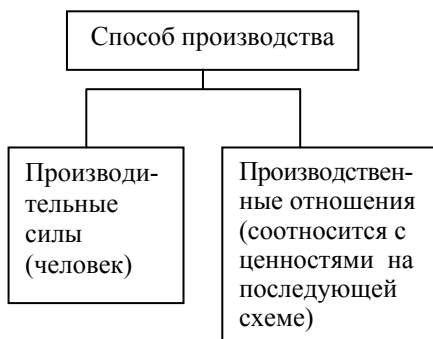 Способ производства
Производи-
тельные
силы
(человек)
Производствен-
ные отношения
(соотносится с
ценностями на
последующей
схеме)